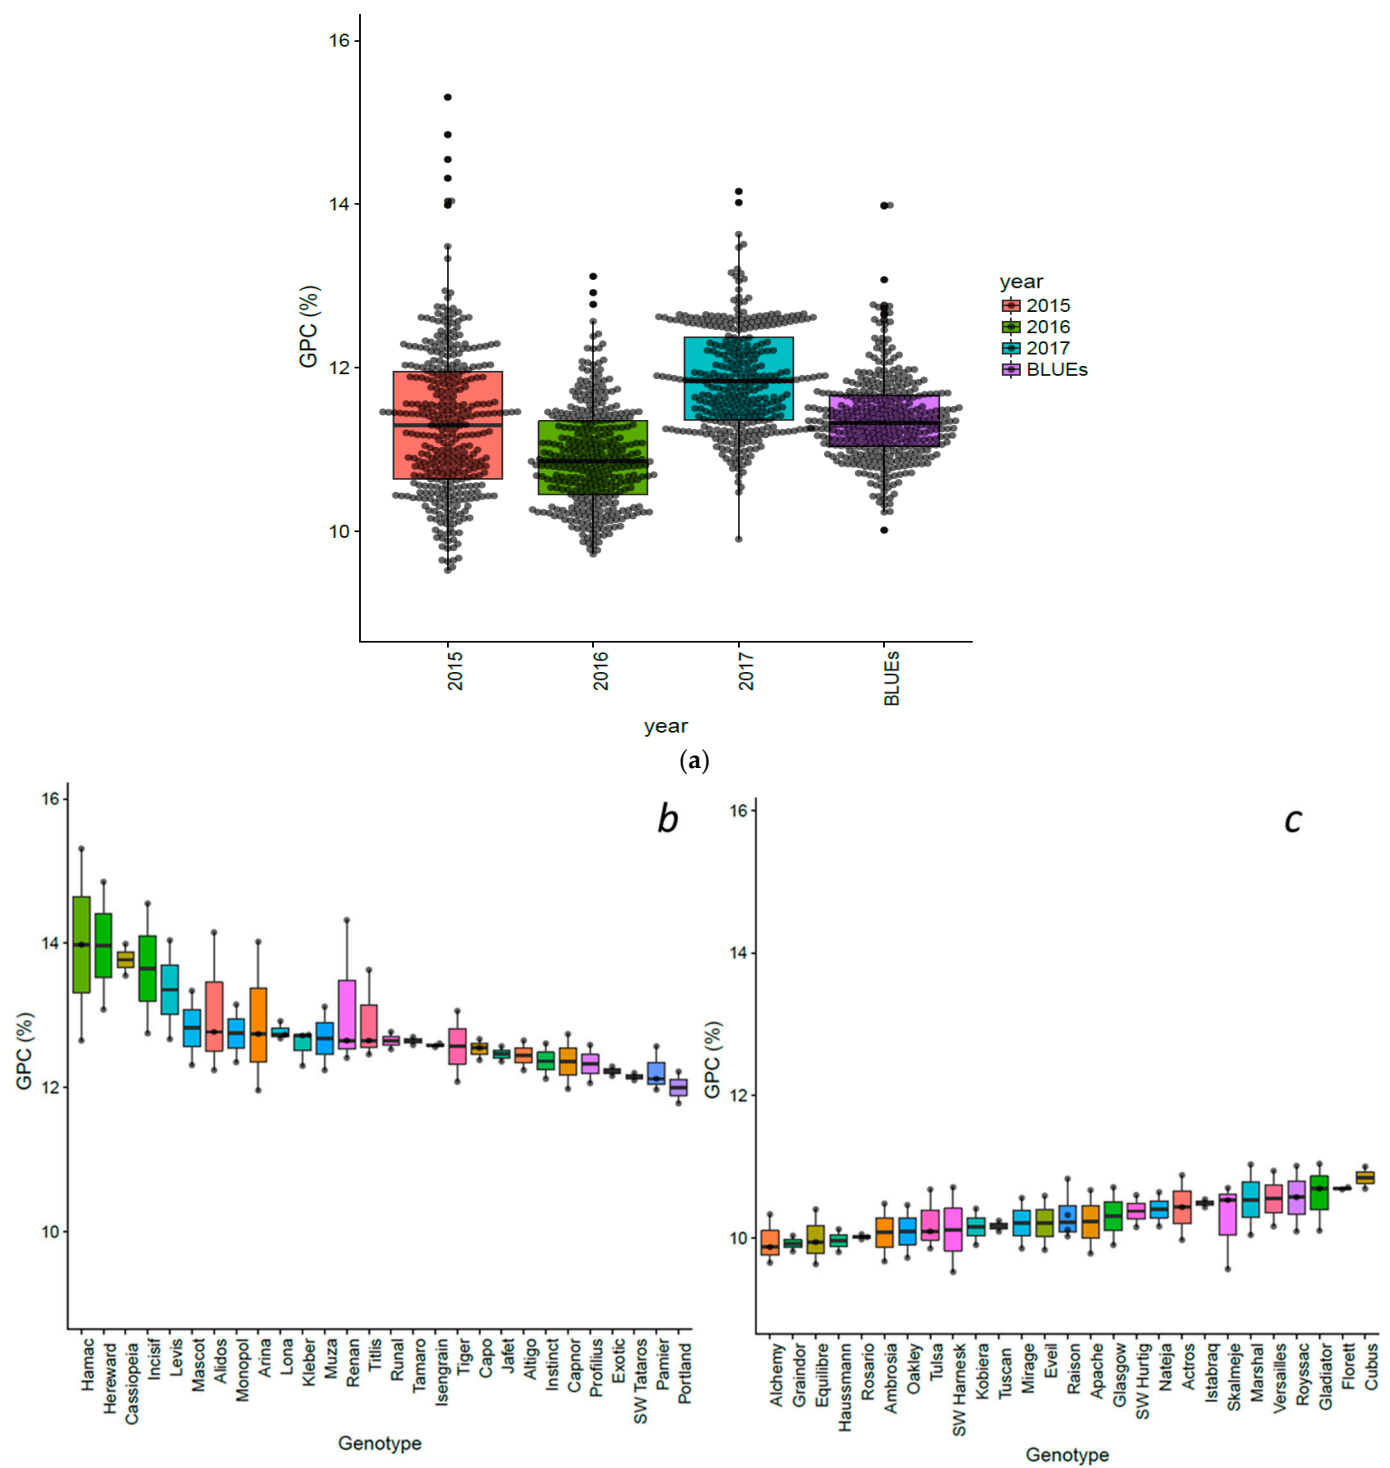 16
14
12
10
GPC (%)
2015
2016
2017
BLUEs
year
year
2015
2016
2017
BLUEs
(a)
b
16
14
12
10
GPC (%)
Hamac
Hereward
Cassiopeia
Incisif
Levis
Mascot
Alidos
Monopol
Arina
Lona
Kleber
Muza
Renan
Titlis
Runal
Tamaro
Isengrain
Tiger
Capo
Jafet
Altigo
Instinct
Capnor
Profilius
Exotic
SW Tataros
Pamier
Portland
Genotype
c
16
14
12
10
GPC (%)
Alchemy
Graindor
Equilibre
Haussmann
Rosario
Ambrosia
Oakley
Tulsa
SW Harnesk
Kobiera
Tuscan
Mirage
Eveil
Raison
Apache
Glasgow
SW Hurtig
Nateja
Actros
Istabraq
Skalmeje
Marshal
Versailles
Royssac
Gladiator
Florett
Cubus
Genotype